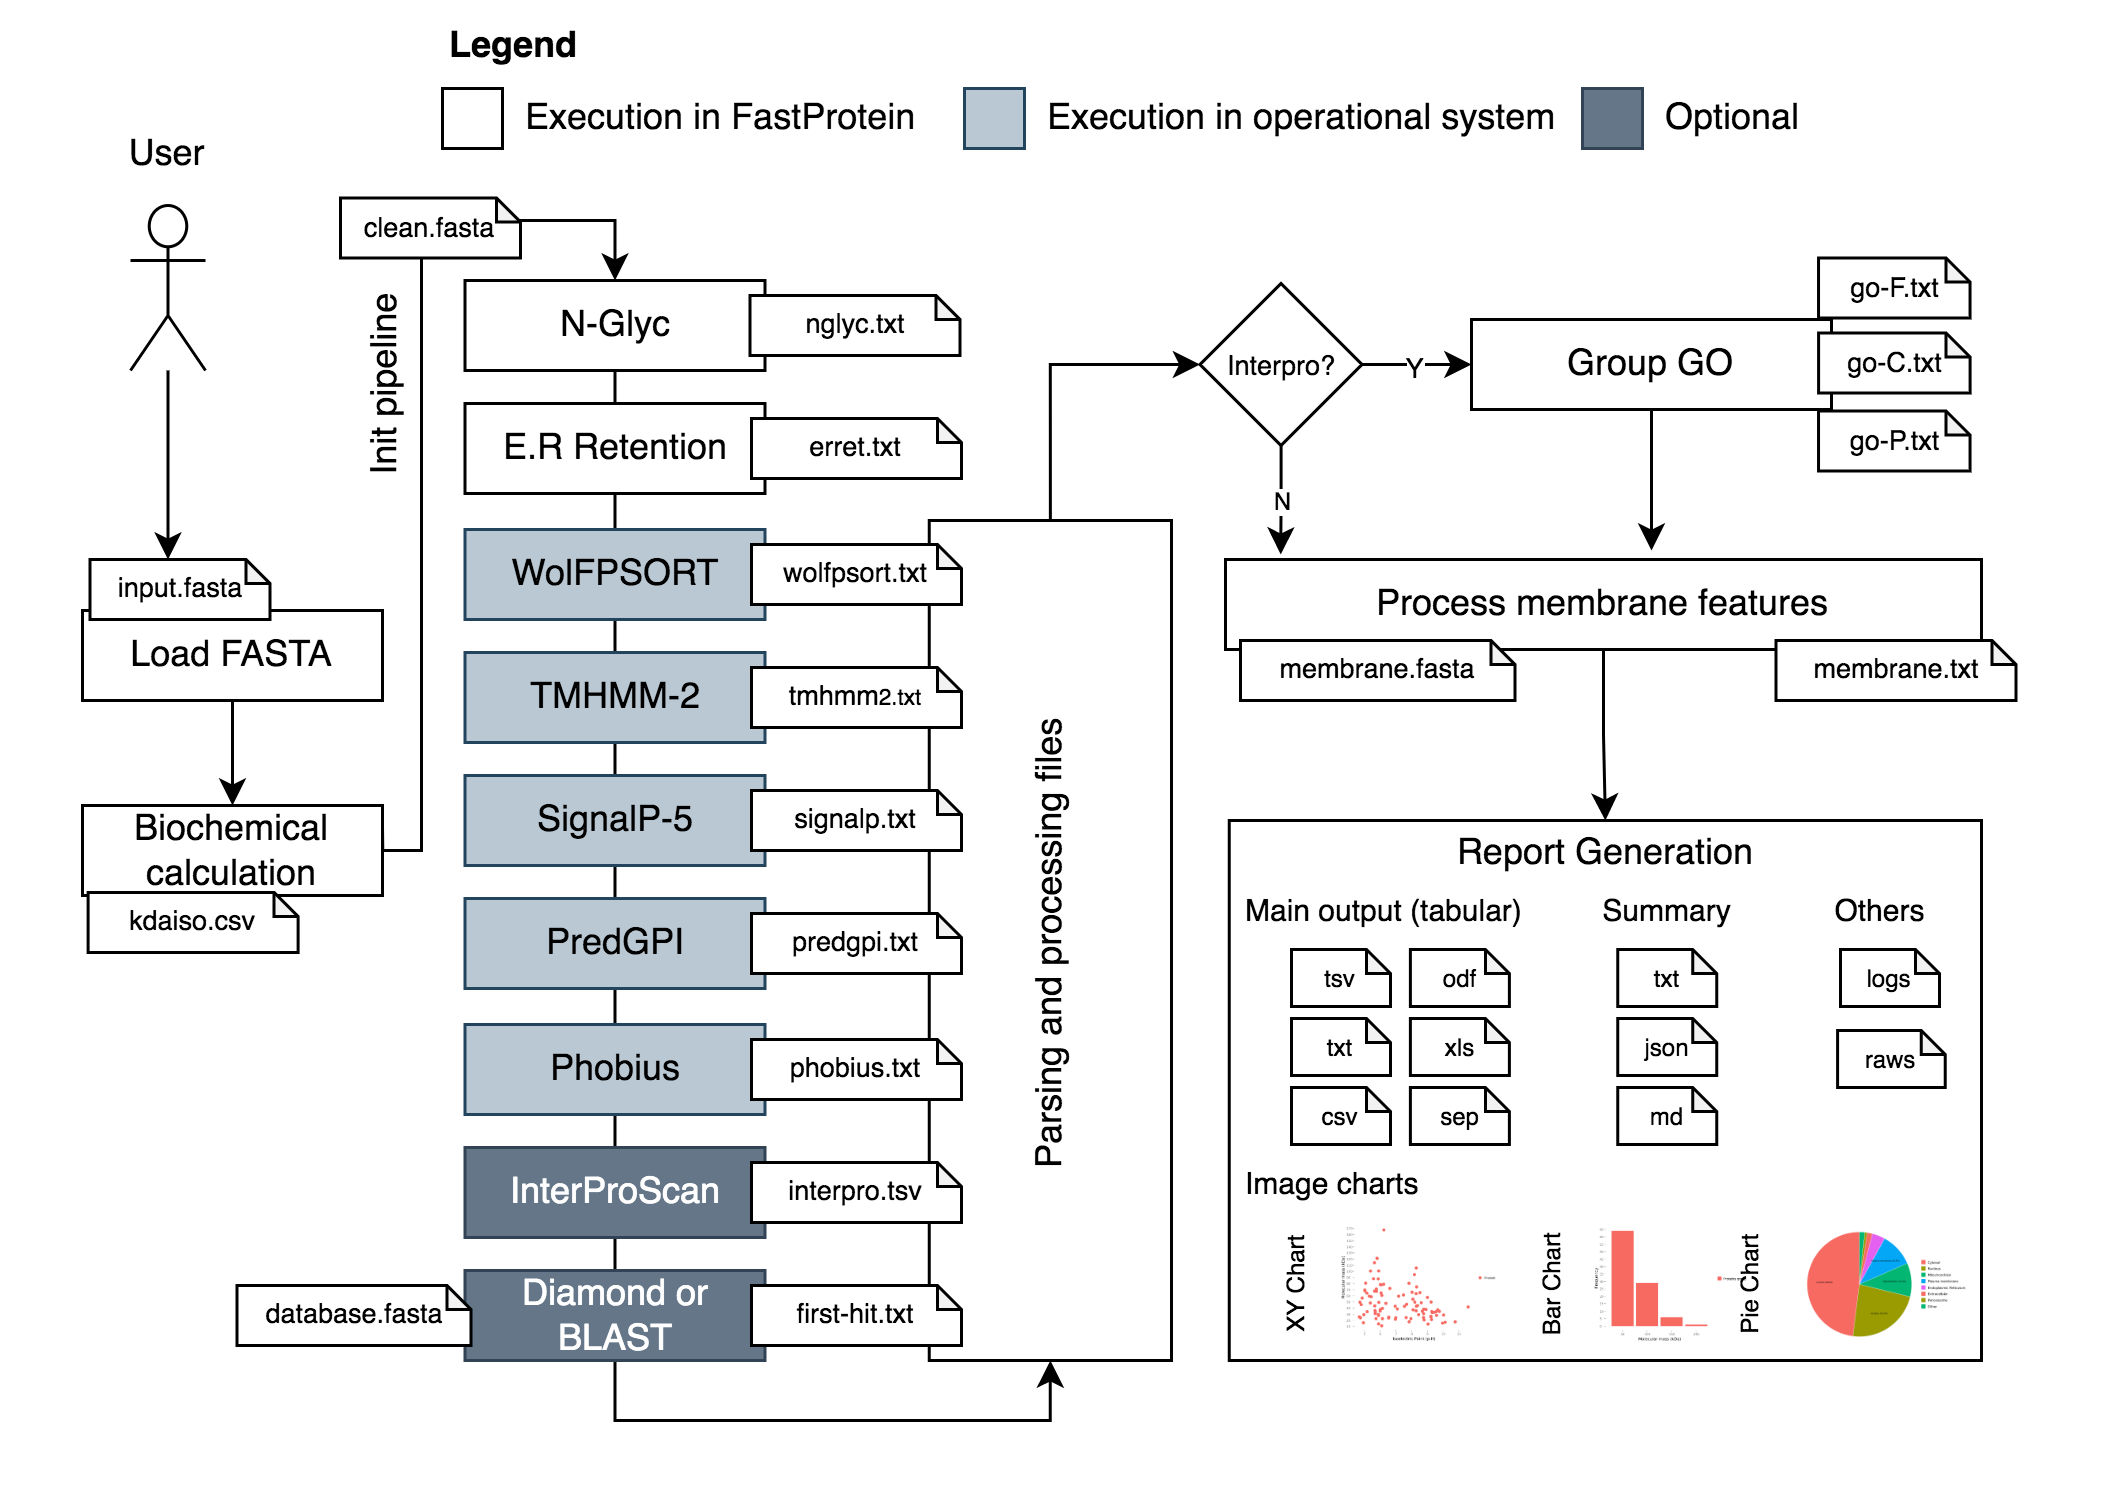 Legend
Execution in FastProtein
Execution in operational system
Optional
User
clean.fasta
Init pipeline
input.fasta
Load FASTA
Biochemical
calculation
kdaiso.csv
N-Glyc
nglyc.txt
E.R Retention
erret.txt
WolFPSORT
wolfpsort.txt
TMHMM-2
tmhmm2.txt
SignalP-5
signalp.txt
PredGPI
predgpi.txt
Phobius
phobius.txt
InterProScan
interpro.tsv
database.fasta
Diamond or
BLAST
first-hit.txt
Parsing and processing files
Interpro?
Y
N
Group GO
go-F.txt
go-C.txt
go-P.txt
Process membrane features
membrane.fasta
membrane.txt
Report Generation
Main output (tabular)
Summary
Others
tsv
odf
txt
logs
txt
xls
json
raws
csv
sep
md
Image charts
XY Chart
Bar Chart
Pie Chart